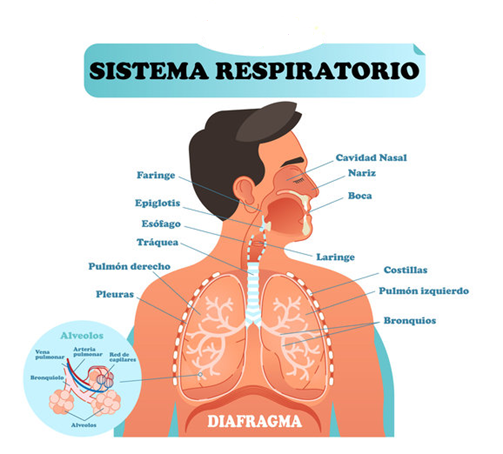 SISTEMA RESPIRATORIO
Cavidad Nasal
Nariz
Boca
Faringe
Epiglotis
Esófago
Tráquea
Laringe
Pulmón derecho
Pleuras
Costillas
Pulmón izquierdo
Bronquios
Alveolos
Vena
pulmonar
Artería
pulmonar
Red de
capilares
Bronquiolo
Alveolos
DIAFRAGMA